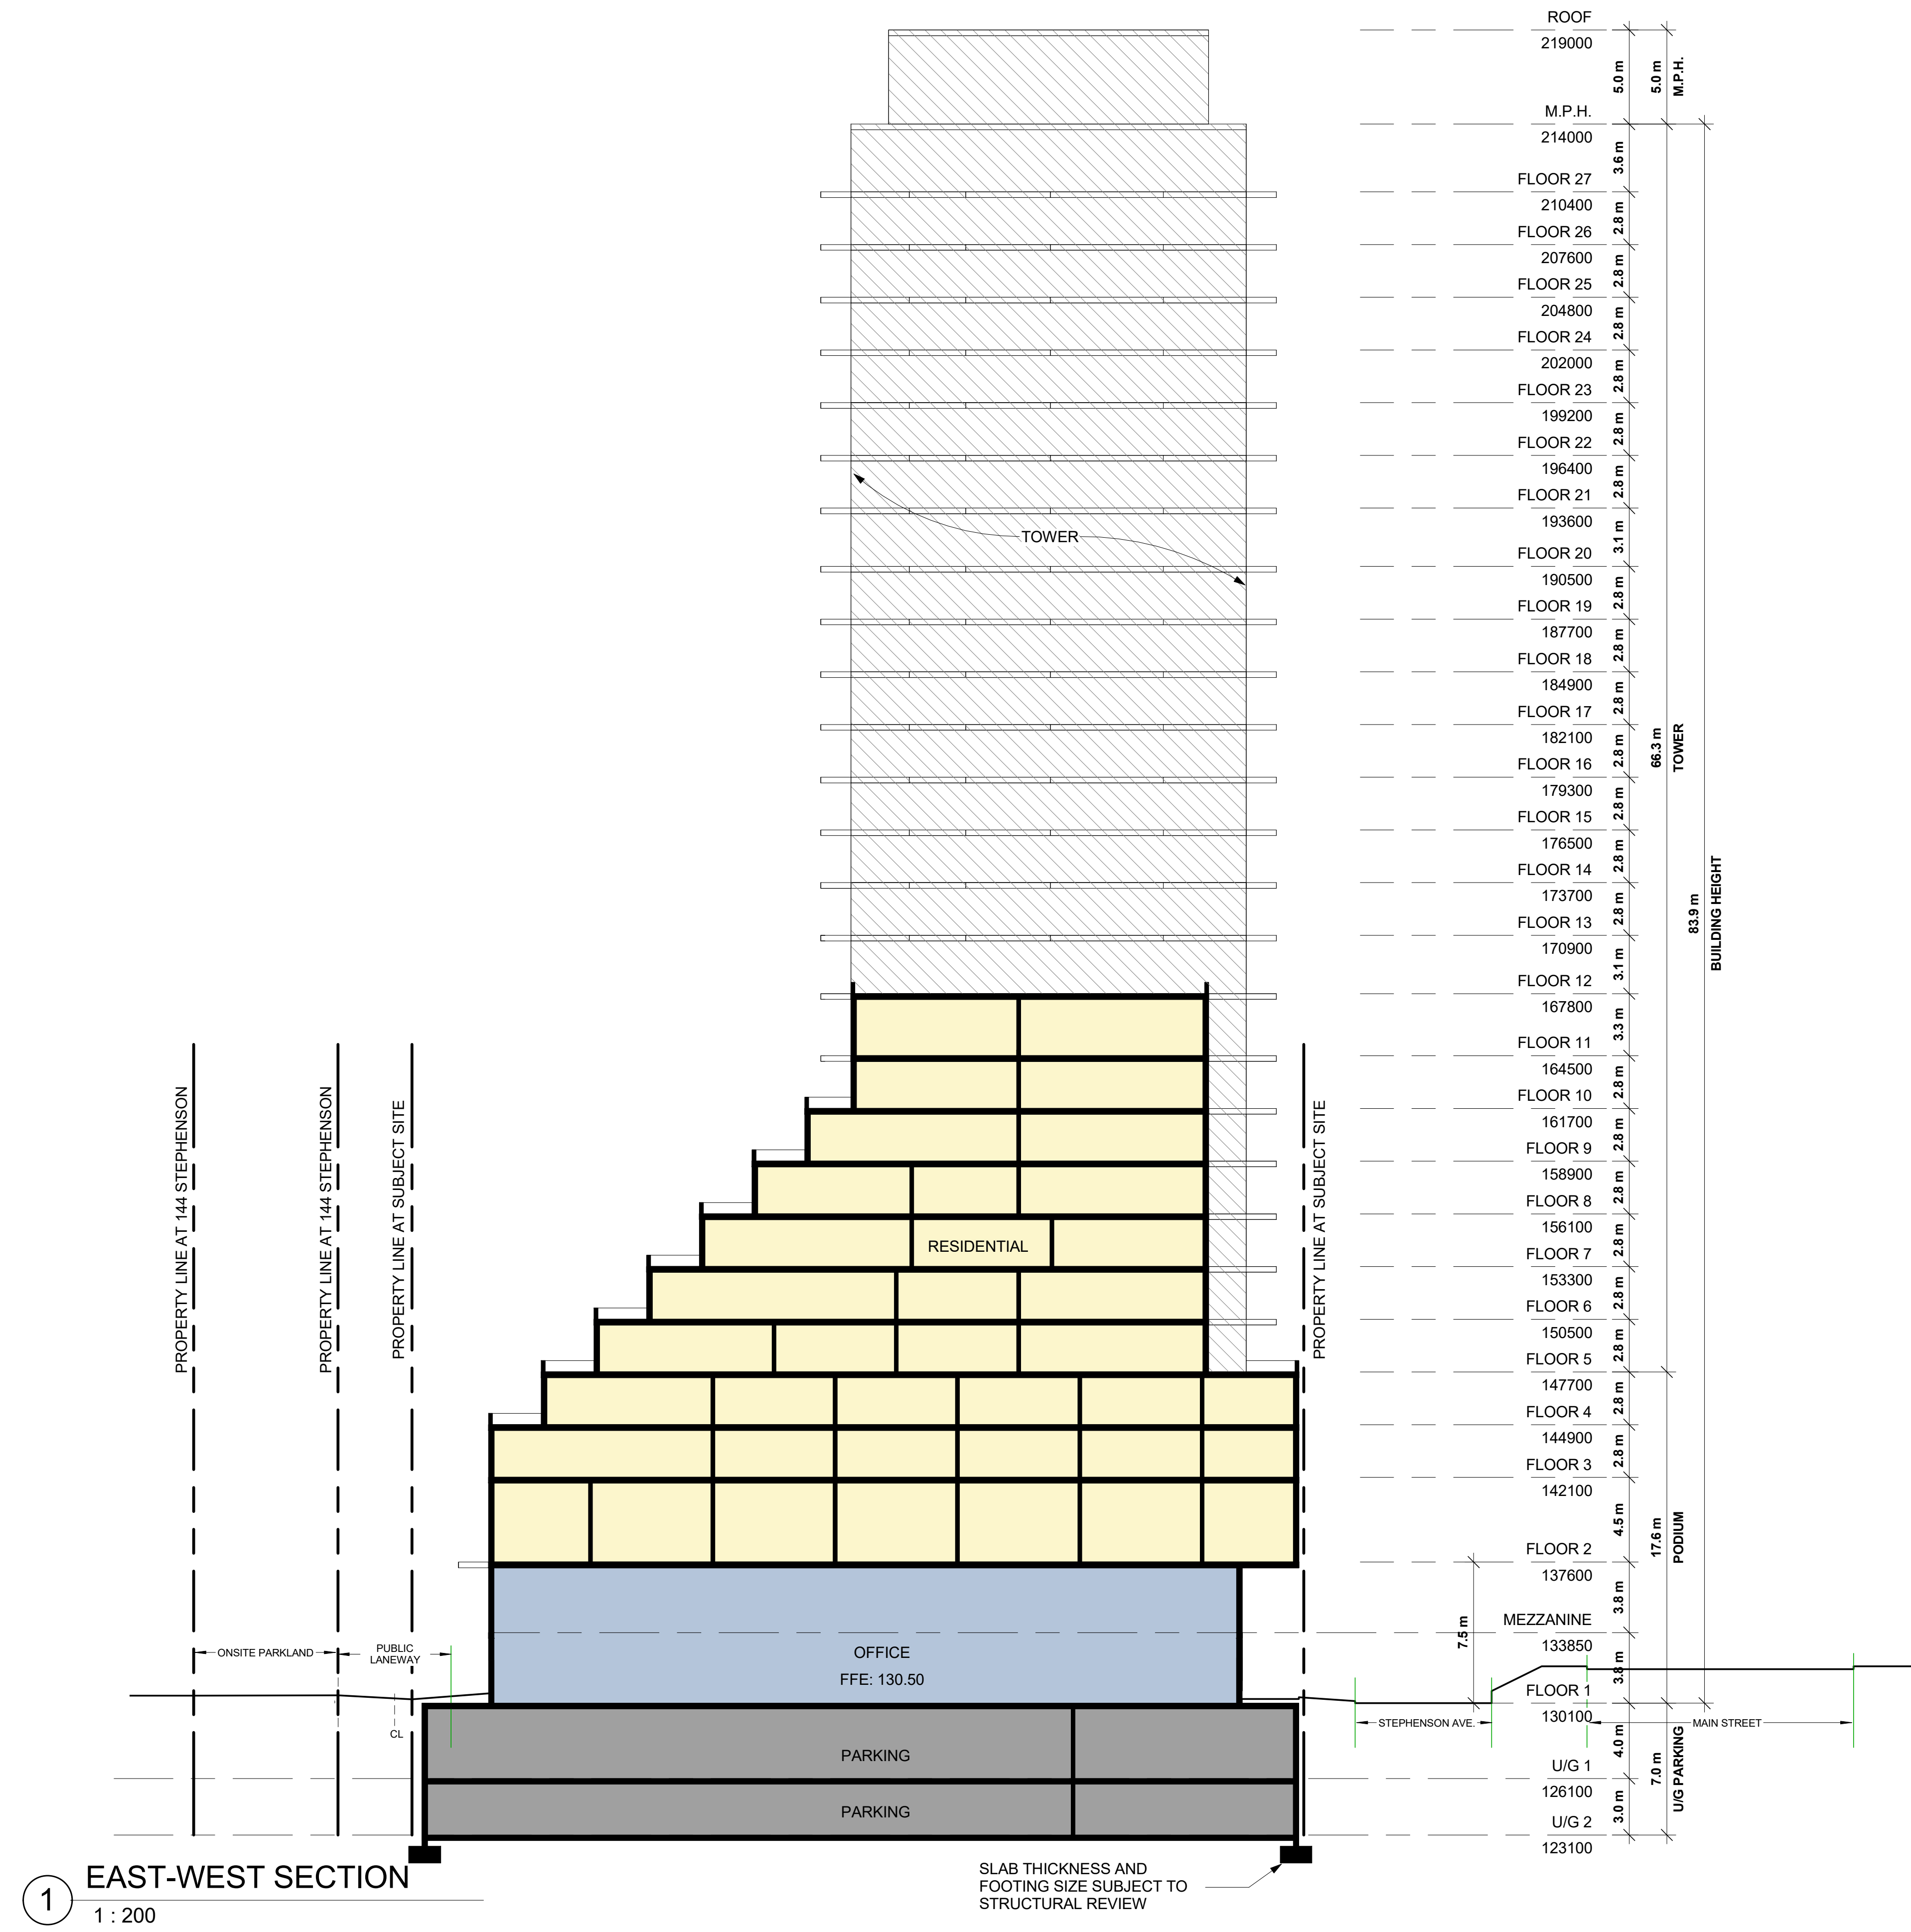 ROOF
219000
5.0 m
5.0 m
M.P.H.
M.P.H.
214000
3.6 m
FLOOR 27
210400
2.8 m
FLOOR 26
207600
2.8 m
FLOOR 25
204800
2.8 m
FLOOR 24
202000
2.8 m
FLOOR 23
199200
2.8 m
FLOOR 22
196400
2.8 m
FLOOR 21
193600
3.1 m
TOWER
FLOOR 20
190500
2.8 m
FLOOR 19
187700
2.8 m
FLOOR 18
184900
2.8 m
FLOOR 17
182100
2.8 m
66.3 m
TOWER
FLOOR 16
179300
2.8 m
FLOOR 15
176500
2.8 m
FLOOR 14
173700
2.8 m
83.9 m
BUILDING HEIGHT
FLOOR 13
170900
3.1 m
FLOOR 12
167800
3.3 m
FLOOR 11
164500
2.8 m
FLOOR 10
161700
2.8 m
FLOOR 9
158900
2.8 m
FLOOR 8
156100
2.8 m
FLOOR 7
153300
2.8 m
FLOOR 6
150500
2.8 m
FLOOR 5
147700
2.8 m
FLOOR 4
144900
2.8 m
FLOOR 3
142100
4.5 m
17.6 m
PODIUM
FLOOR 2
137600
3.8 m
7.5 m
MEZZANINE
133850
3.8 m
FLOOR 1
130100
4.0 m
U/G 1
126100
7.0 m
U/G PARKING
3.0 m
U/G 2
123100
PROPERTY LINE AT 144 STEPHENSON
PROPERTY LINE AT 144 STEPHENSON
PROPERTY LINE AT SUBJECT SITE
PROPERTY LINE AT SUBJECT SITE
RESIDENTIAL
ONSITE PARKLAND
PUBLIC
LANEWAY
OFFICE
FFE: 130.50
CL
STEPHENSON AVE.
MAIN STREET
PARKING
PARKING
SLAB THICKNESS AND
FOOTING SIZE SUBJECT TO
STRUCTURAL REVIEW
1
EAST-WEST SECTION
1 : 200